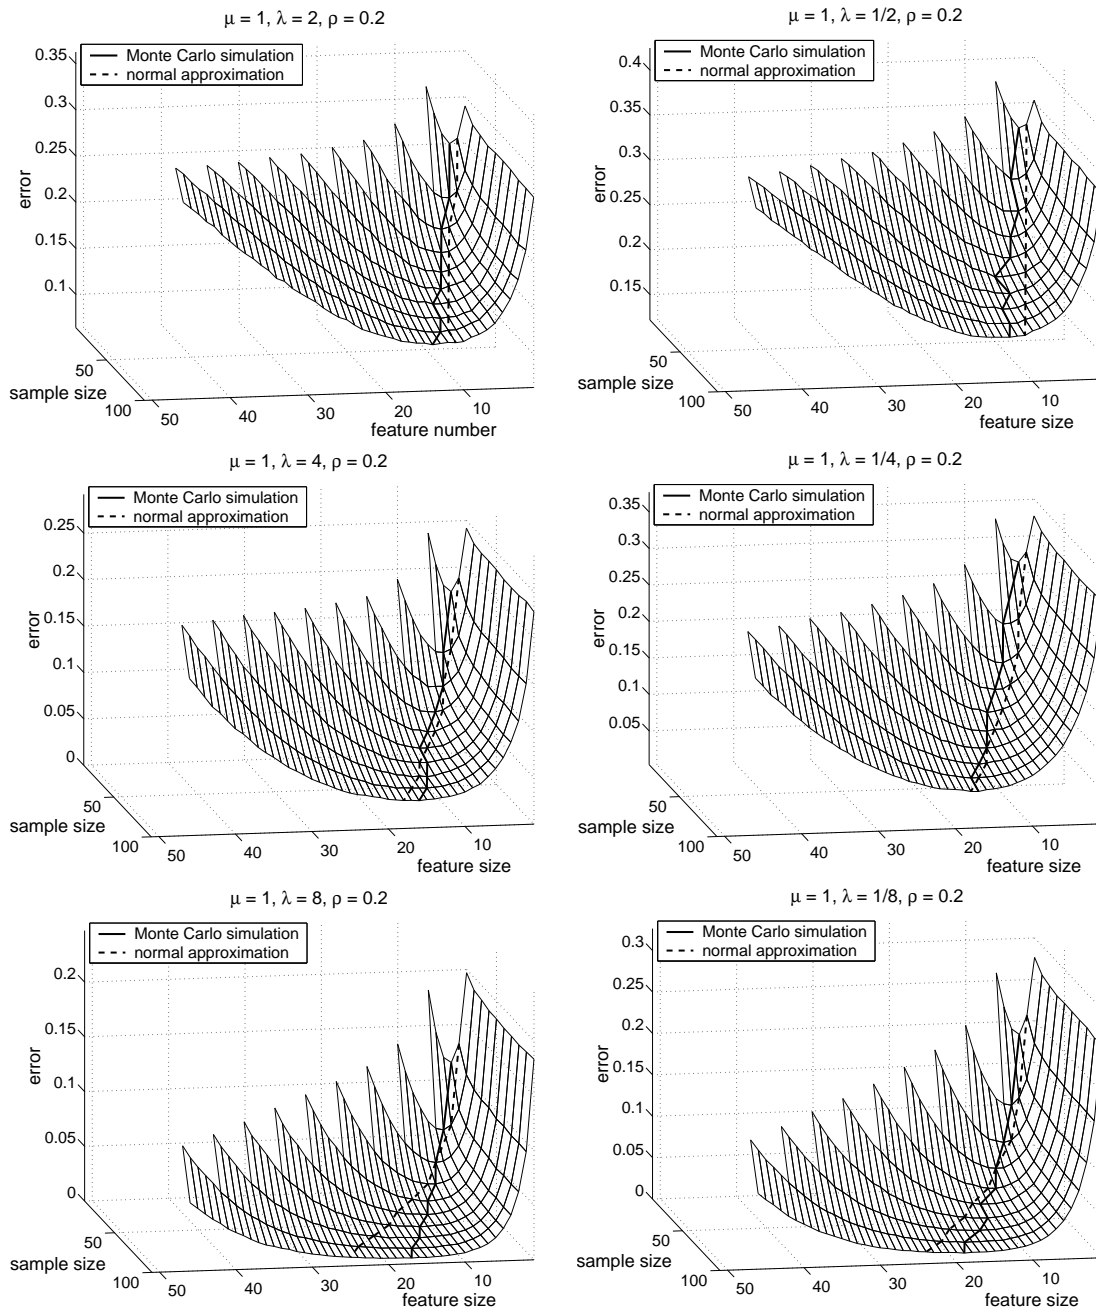 μ = 1, λ = 2, ρ = 0.2
Monte Carlo simulation
normal approximation
0.35
0.3
0.25
0.2
0.15
0.1
error
50
100
sample size
50
40
30
20
10
feature number
μ = 1, λ = 1/2, ρ = 0.2
Monte Carlo simulation
normal approximation
0.4
0.35
0.3
0.25
0.2
0.15
error
50
100
sample size
50
40
30
20
10
feature size
μ = 1, λ = 4, ρ = 0.2
Monte Carlo simulation
normal approximation
0.25
0.2
0.15
0.1
0.05
0
error
50
100
sample size
50
40
30
20
10
feature size
μ = 1, λ = 1/4, ρ = 0.2
Monte Carlo simulation
normal approximation
0.35
0.3
0.25
0.2
0.15
0.1
0.05
error
50
100
sample size
50
40
30
20
10
feature size
μ = 1, λ = 8, ρ = 0.2
Monte Carlo simulation
normal approximation
0.2
0.15
0.1
0.05
0
error
50
100
sample size
50
40
30
20
10
feature size
μ = 1, λ = 1/8, ρ = 0.2
Monte Carlo simulation
normal approximation
0.3
0.25
0.2
0.15
0.1
0.05
0
error
50
100
sample size
50
40
30
20
10
feature size